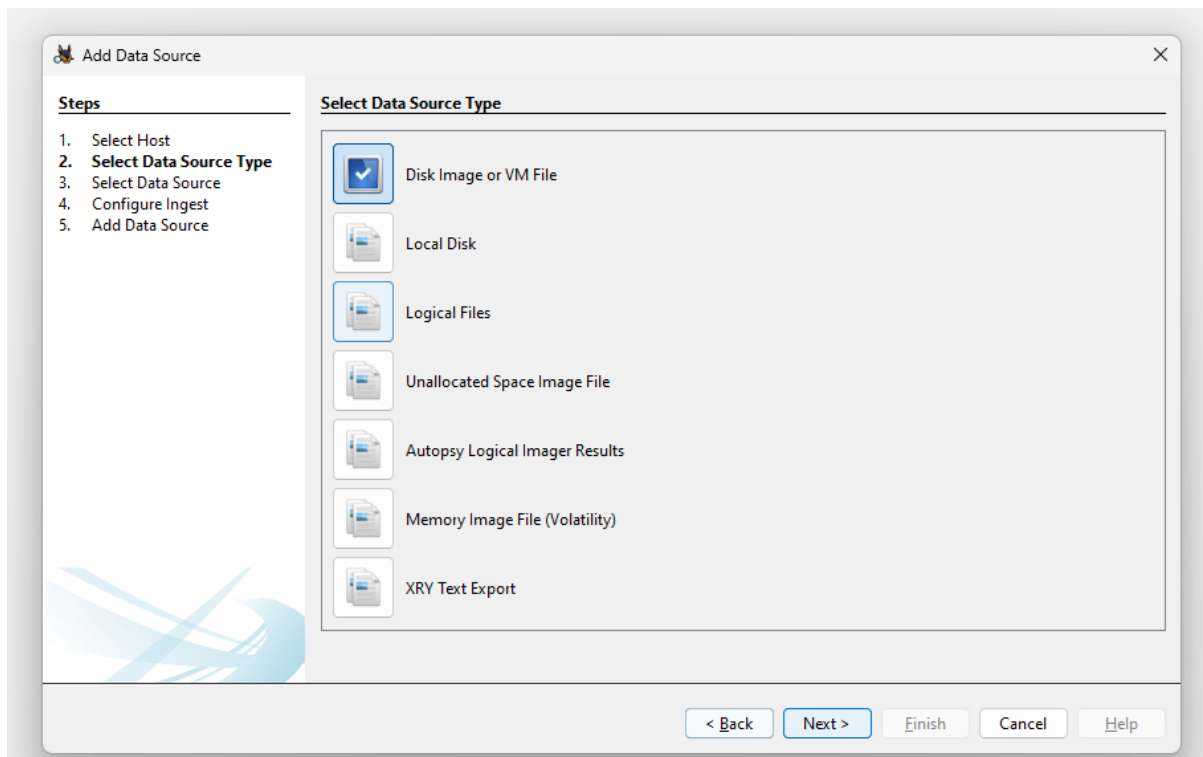 Add Data Source
Steps
1. Select Host
2. Select Data Source Type
3. Select Data Source
4. Configure Ingest
5. Add Data Source
Select Data Source Type
Disk Image or VM File
Local Disk
Logical Files
Unallocated Space Image File
Autopsy Logical Imager Results
Memory Image File (Volatility)
XRY Text Export
< Back
Next >
Finish
Cancel
Help